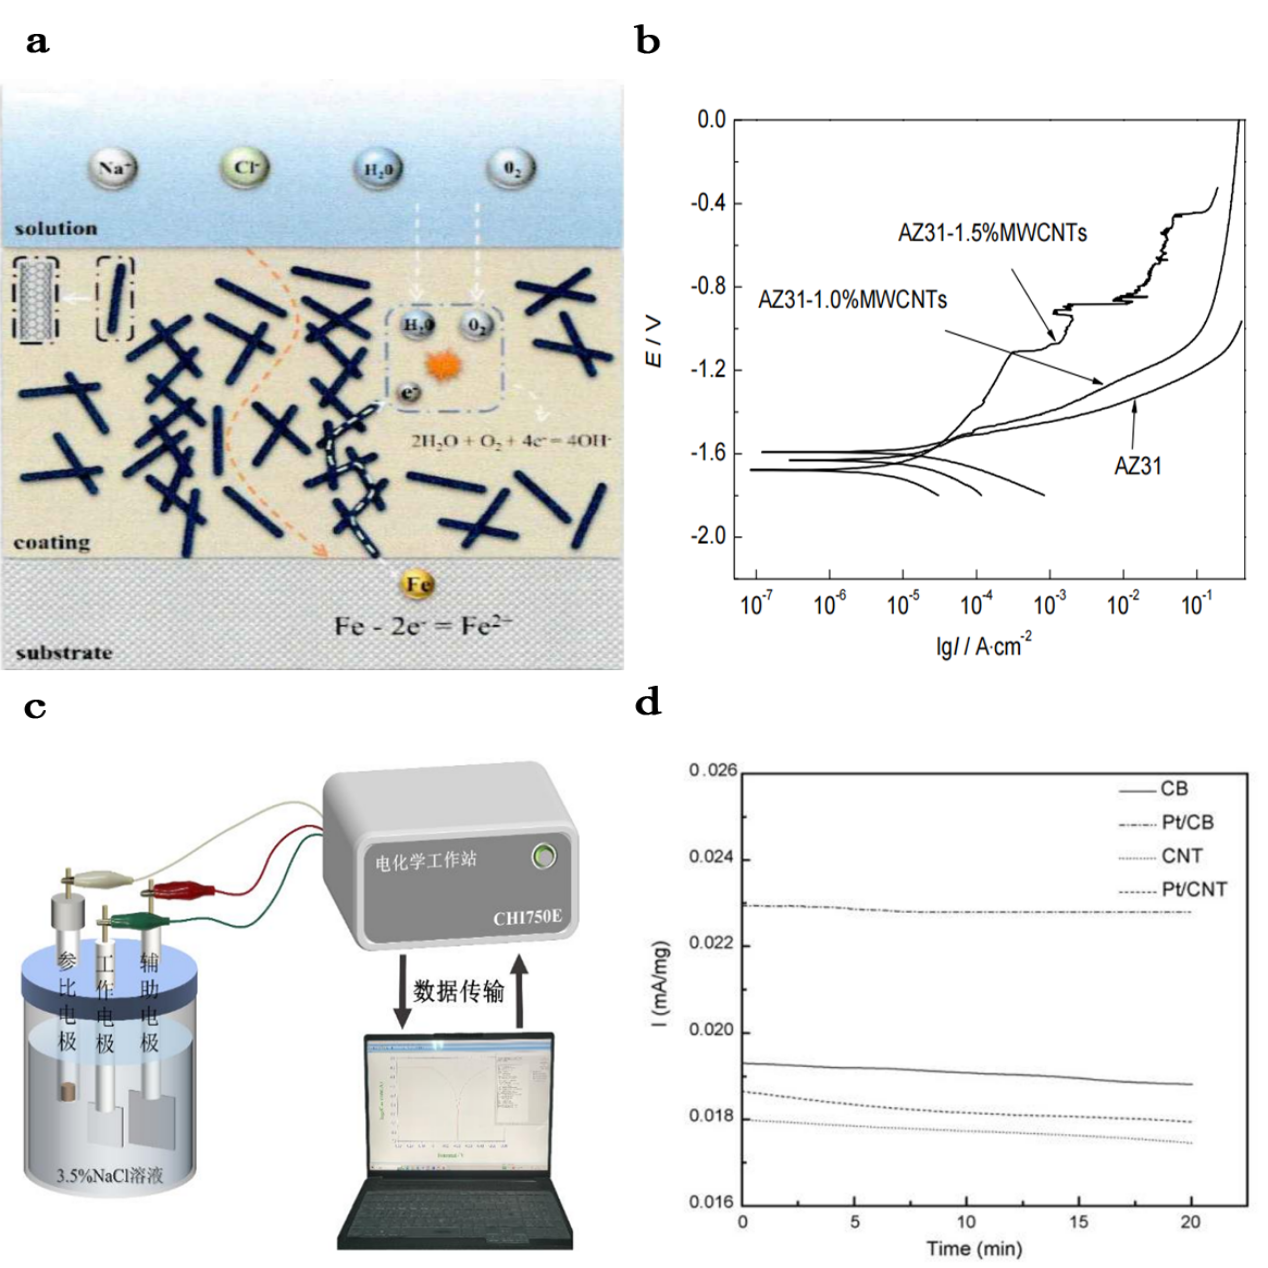 a
Na⁺
Cl⁻
H₂0
0₂
solution
H₂0
0₂
e⁻
2H₂O + O₂ + 4e⁻ = 4OH⁻
coating
Fe
Fe - 2e⁻ = Fe²⁺
substrate
b
0.0
-0.4
-0.8
-1.2
-1.6
-2.0
E / V
AZ31-1.5%MWCNTs
AZ31-1.0%MWCNTs
AZ31
10⁻⁷
10⁻⁶
10⁻⁵
10⁻⁴
10⁻³
10⁻²
10⁻¹
lgI / A·cm⁻²
c
电化学工作站
CHI750E
参比电极
工作电极
辅助电极
数据传输
3.5%NaCl溶液
d
0.026
0.024
0.022
0.020
0.018
0.016
I (mA/mg)
CB
Pt/CB
CNT
Pt/CNT
0
5
10
15
20
Time (min)